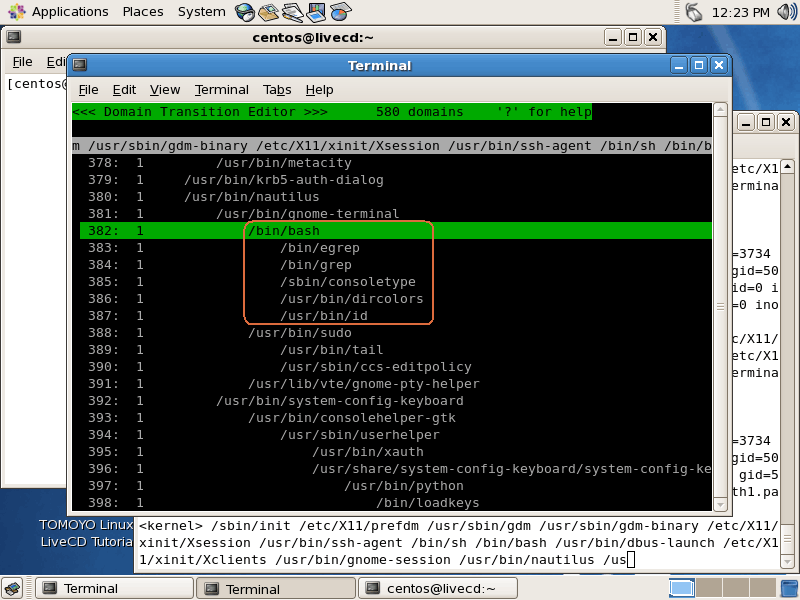 Applications Places System 12:23 PM
centos@livecd:~
File Edi
[centos@
Terminal
File Edit View Terminal Tabs Help
<<< Domain Transition Editor >>> 580 domains '?' for help
m /usr/sbin/gdm-binary /etc/X11/xinit/Xsession /usr/bin/ssh-agent /bin/sh /bin/b
378: 1 /usr/bin/metacity
379: 1 /usr/bin/krb5-auth-dialog
380: 1 /usr/bin/nautilus
381: 1 /usr/bin/gnome-terminal
382: 1 /bin/bash
383: 1 /bin/egrep
384: 1 /bin/grep
385: 1 /sbin/consoletype
386: 1 /usr/bin/dircolors
387: 1 /usr/bin/id
388: 1 /usr/bin/sudo
389: 1 /usr/bin/tail
390: 1 /usr/sbin/ccs-editpolicy
391: 1 /usr/lib/vte/gnome-pty-helper
392: 1 /usr/bin/system-config-keyboard
393: 1 /usr/bin/consolehelper-gtk
394: 1 /usr/sbin/userhelper
395: 1 /usr/bin/xauth
396: 1 /usr/share/system-config-keyboard/system-config-ke
397: 1 /usr/bin/python
398: 1 /bin/loadkeys
etc/X1
ermina
=3734
gid=50
id=0 i
=0 ino
c/X11/
etc/X1
ermina
=3734
gid=50
gid=5
th1.pa
TOMOYO Linux
LiveCD Tutoria
<kernel> /sbin/init /etc/X11/prefdm /usr/sbin/gdm /usr/sbin/gdm-binary /etc/X11/
xinit/Xsession /usr/bin/ssh-agent /bin/sh /bin/bash /usr/bin/dbus-launch /etc/X1
1/xinit/Xclients /usr/bin/gnome-session /usr/bin/nautilus /us
Terminal Terminal centos@livecd:~